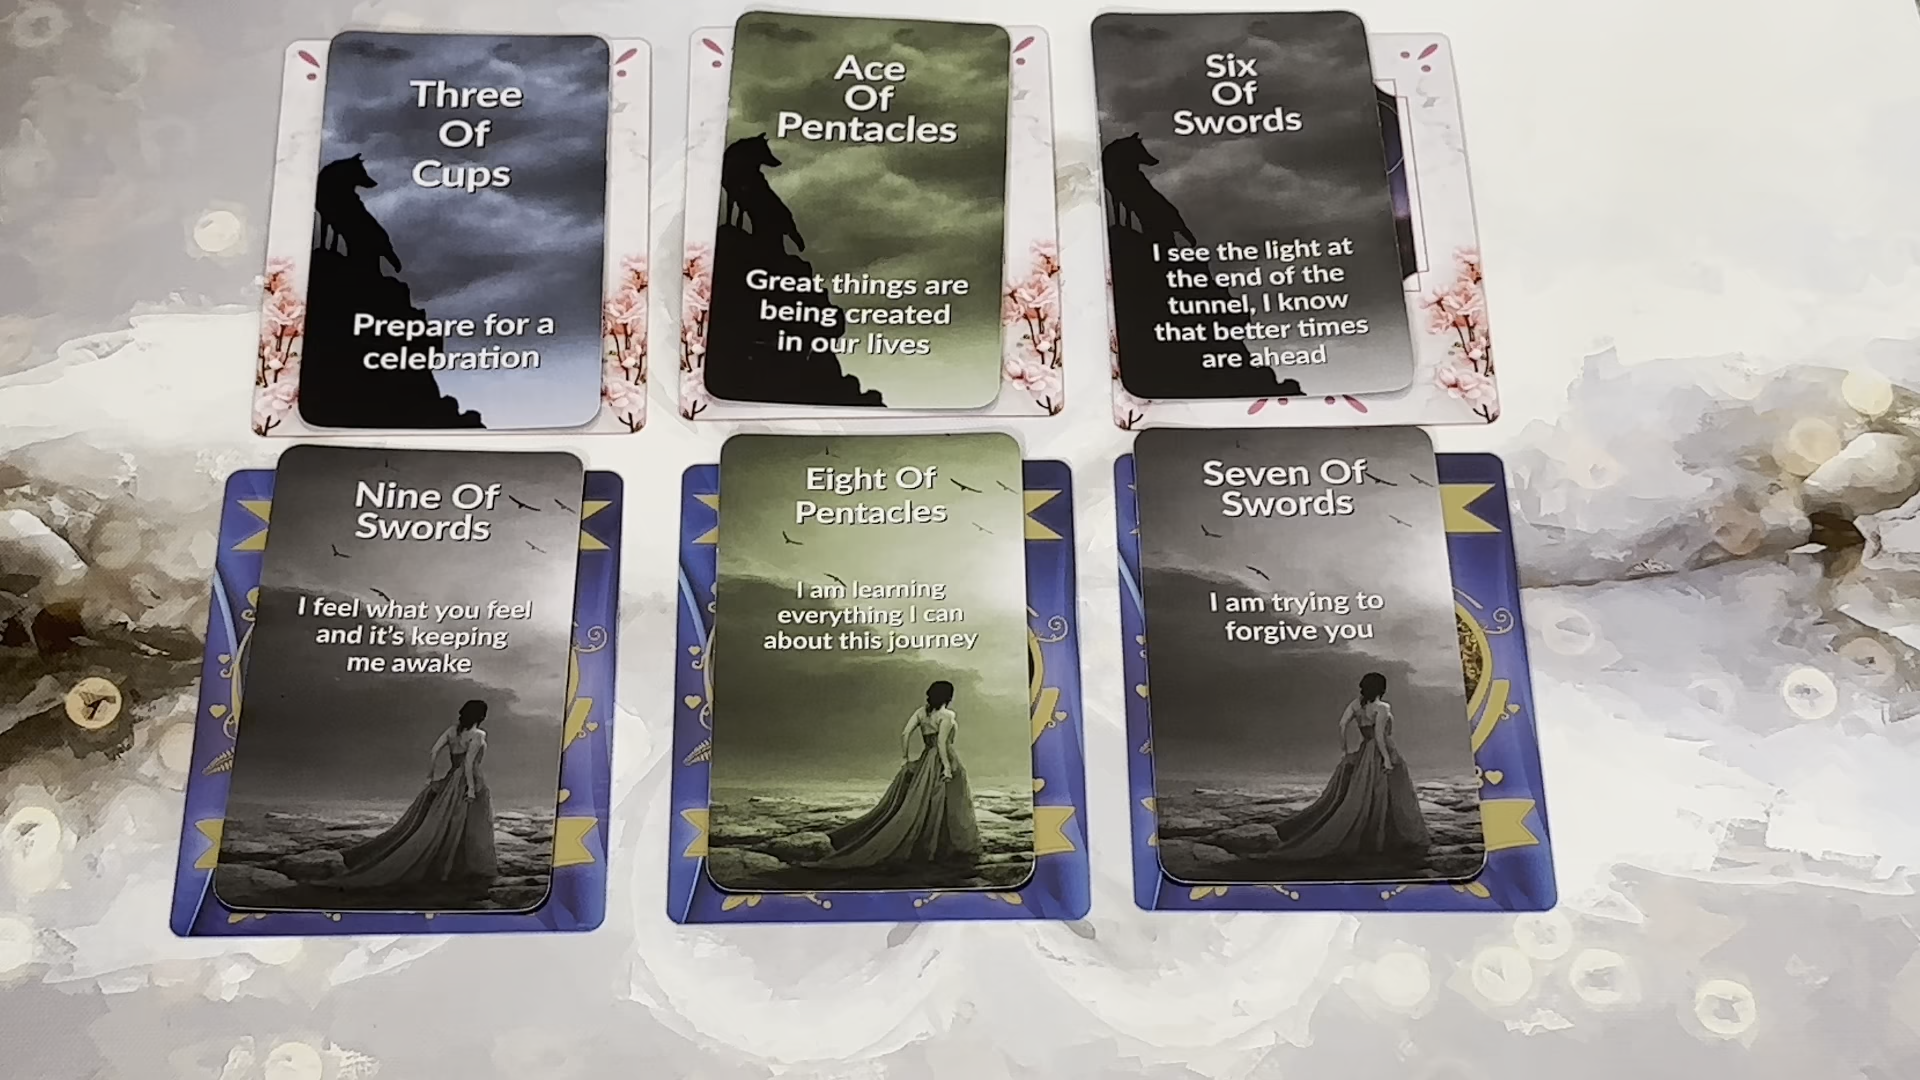 Three
Of
Cups
Prepare for a
celebration
Ace
Of
Pentacles
Great things are
being created
in our lives
Six
Of
Swords
I see the light at
the end of the
tunnel, I know
that better times
are ahead
Nine Of
Swords
I feel what you feel
and it's keeping
me awake
Eight Of
Pentacles
I am learning
everything I can
about this journey
Seven Of
Swords
I am trying to
forgive you